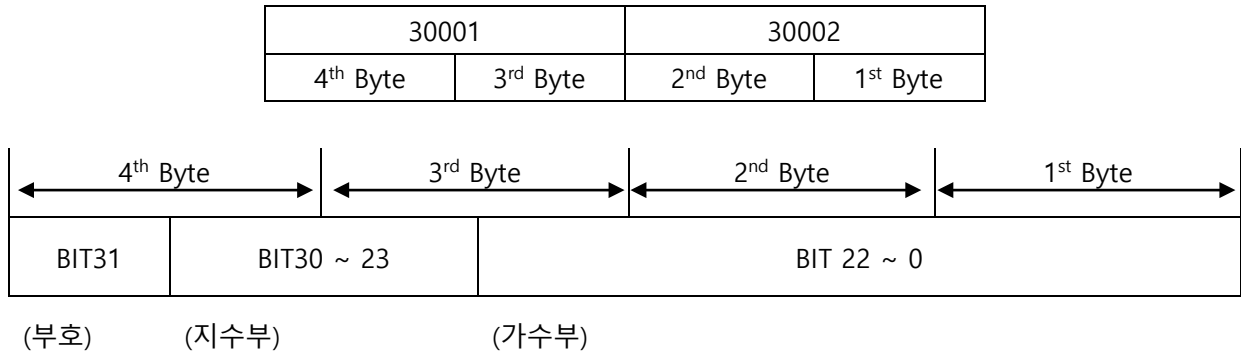 30001 30002
4th Byte 3rd Byte 2nd Byte 1st Byte
4th Byte 3rd Byte 2nd Byte 1st Byte
BIT31 BIT30 ~ 23 BIT 22 ~ 0
(부호) (지수부) (가수부)